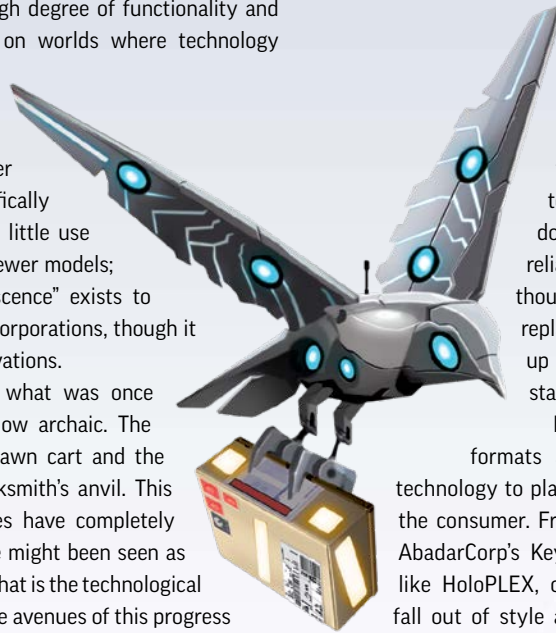 gh degree of functionality and
on worlds where technology
er
fically
little use
ewer models;
scence” exists to
orporations, though it
vations.
what was once
ow archaic. The
awn cart and the
ksmith’s anvil. This
es have completely
e might been seen as
hat is the technological
e avenues of this progress
te
do
relia
thou
repl
up
sta
formats
technology to pla
the consumer. Fr
AbadarCorp’s Key
like HoloPLEX, c
fall out of style a